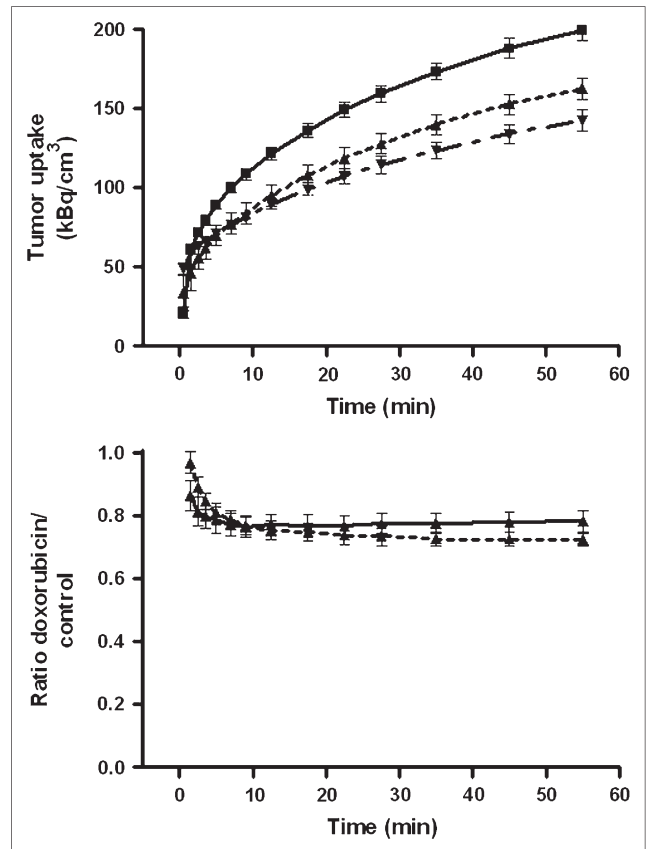 200
150
100
50
0
Tumor uptake
(kBq/cm³)
0 10 20 30 40 50 60
Time (min)
1.0
0.8
0.6
0.4
0.2
0.0
Ratio doxorubicin/
control
0 10 20 30 40 50 60
Time (min)